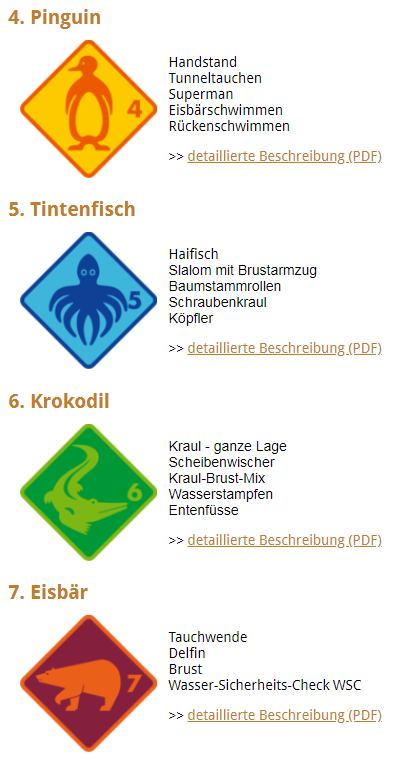 4. Pinguin
4
Handstand
Tunneltauchen
Superman
Eisbärschwimmen
Rückenschwimmen
>> detaillierte Beschreibung (PDF)
5. Tintenfisch
5
Haifisch
Slalom mit Brustarmzug
Baumstammrollen
Schraubenkraul
Köpfler
>> detaillierte Beschreibung (PDF)
6. Krokodil
6
Kraul - ganze Lage
Scheibenwischer
Kraul-Brust-Mix
Wasserstampfen
Entenfüsse
>> detaillierte Beschreibung (PDF)
7. Eisbär
7
Tauchwende
Delfin
Brust
Wasser-Sicherheits-Check WSC
>> detaillierte Beschreibung (PDF)